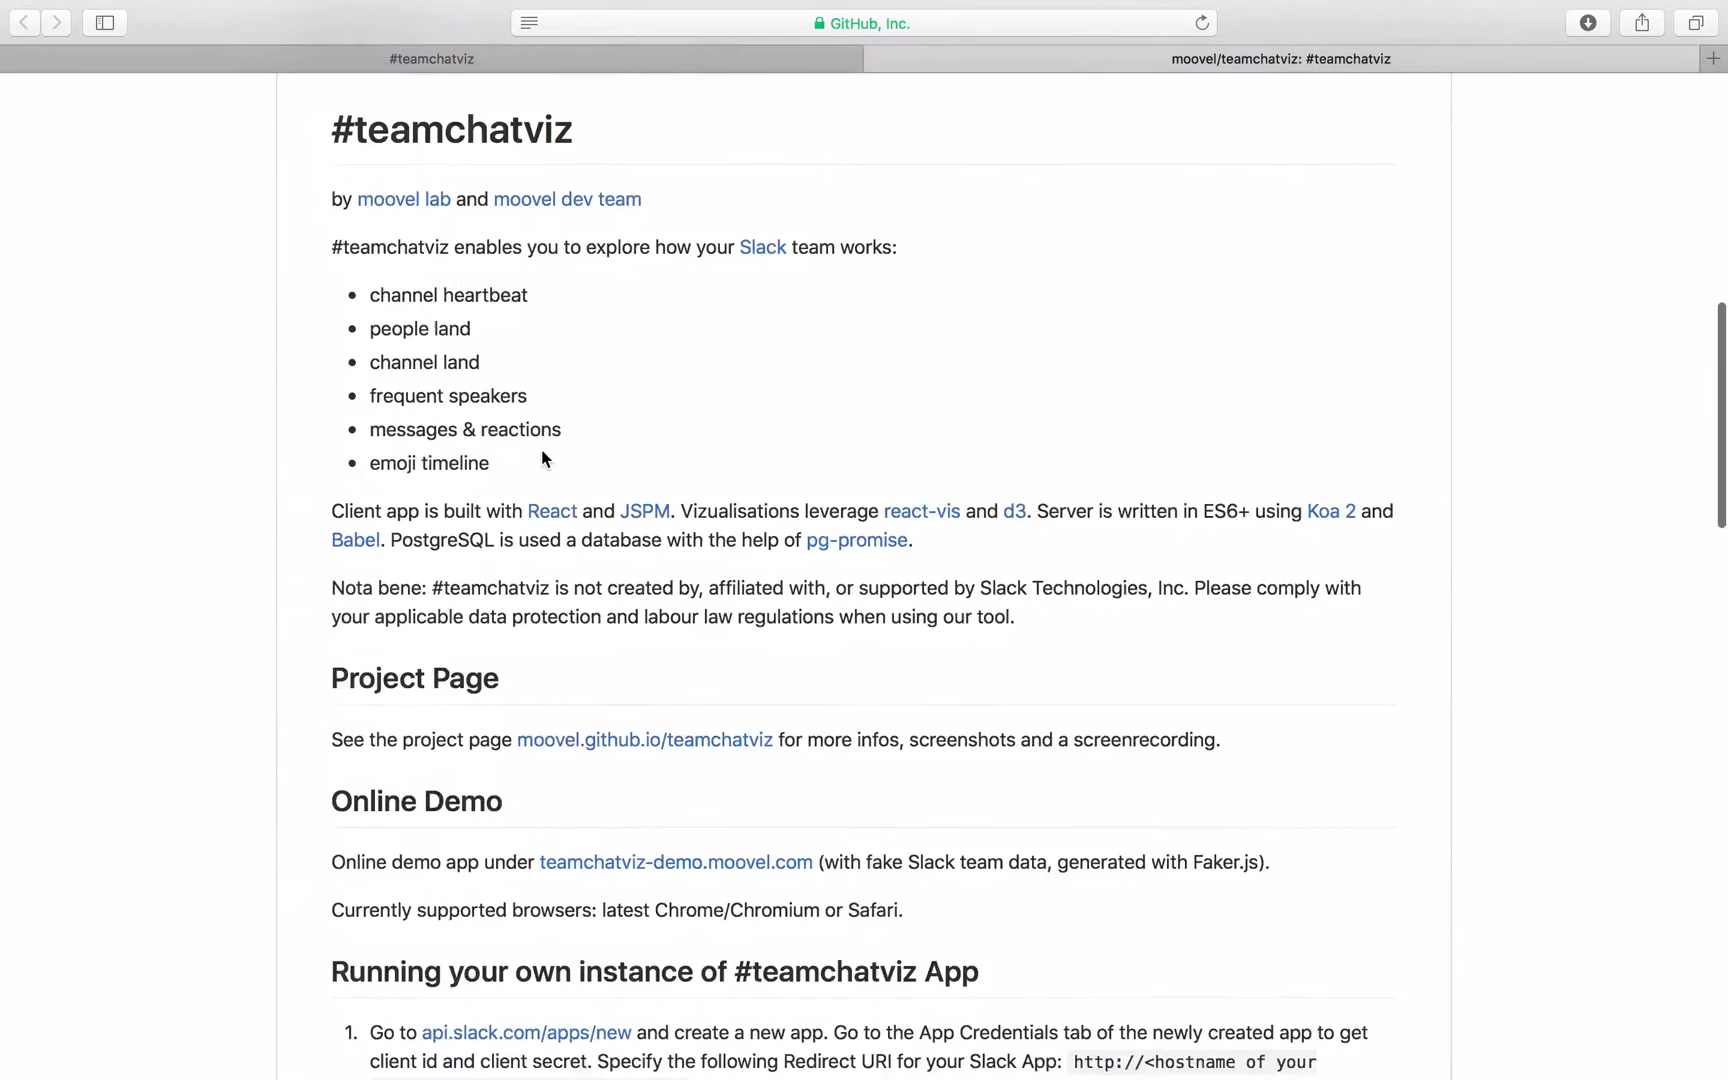 GitHub, Inc.
#teamchatviz
moovel/teamchatviz: #teamchatviz
#teamchatviz
by moovel lab and moovel dev team
#teamchatviz enables you to explore how your Slack team works:
• channel heartbeat
• people land
• channel land
• frequent speakers
• messages & reactions
• emoji timeline
Client app is built with React and JSPM. Vizualisations leverage react-vis and d3. Server is written in ES6+ using Koa 2 and
Babel. PostgreSQL is used a database with the help of pg-promise.
Nota bene: #teamchatviz is not created by, affiliated with, or supported by Slack Technologies, Inc. Please comply with
your applicable data protection and labour law regulations when using our tool.
Project Page
See the project page moovel.github.io/teamchatviz for more infos, screenshots and a screenrecording.
Online Demo
Online demo app under teamchatviz-demo.moovel.com (with fake Slack team data, generated with Faker.js).
Currently supported browsers: latest Chrome/Chromium or Safari.
Running your own instance of #teamchatviz App
1. Go to api.slack.com/apps/new and create a new app. Go to the App Credentials tab of the newly created app to get
client id and client secret. Specify the following Redirect URI for your Slack App: http://<hostname of your